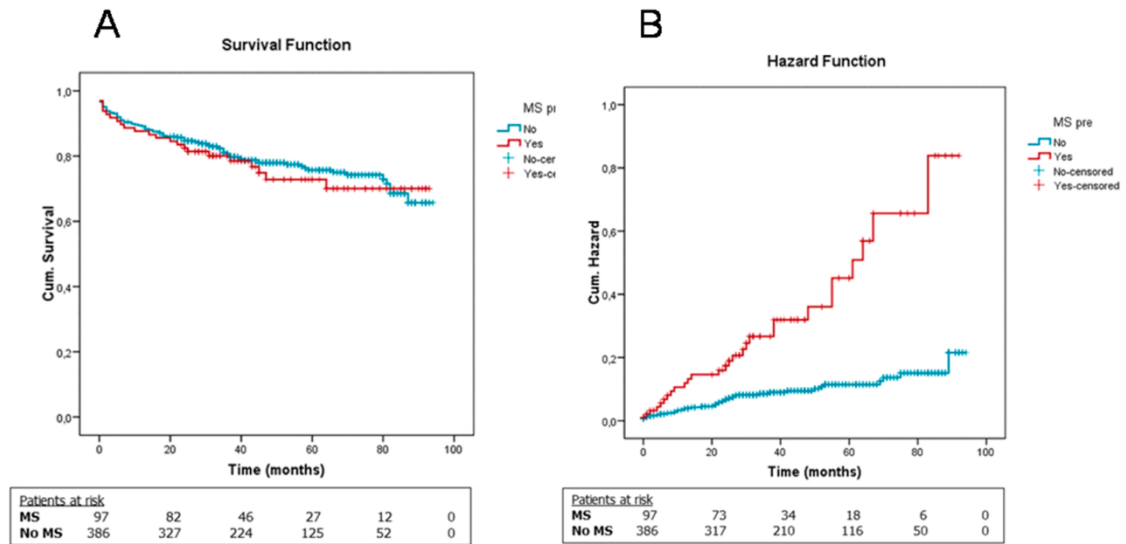 A
Survival Function
1,0
0,8
0,6
0,4
0,2
0,0
Cum. Survival
0 20 40 60 80 100
Time (months)
MS pr
No
Yes
No-cer
Yes-ce
Patients at risk
MS 97 82 46 27 12 0
No MS 386 327 224 125 52 0
B
Hazard Function
1,0
0,8
0,6
0,4
0,2
0,0
Cum. Hazard
0 20 40 60 80 100
Time (months)
MS pre
No
Yes
No-censored
Yes-censored
Patients at risk
MS 97 73 34 18 6 0
No MS 386 317 210 116 50 0